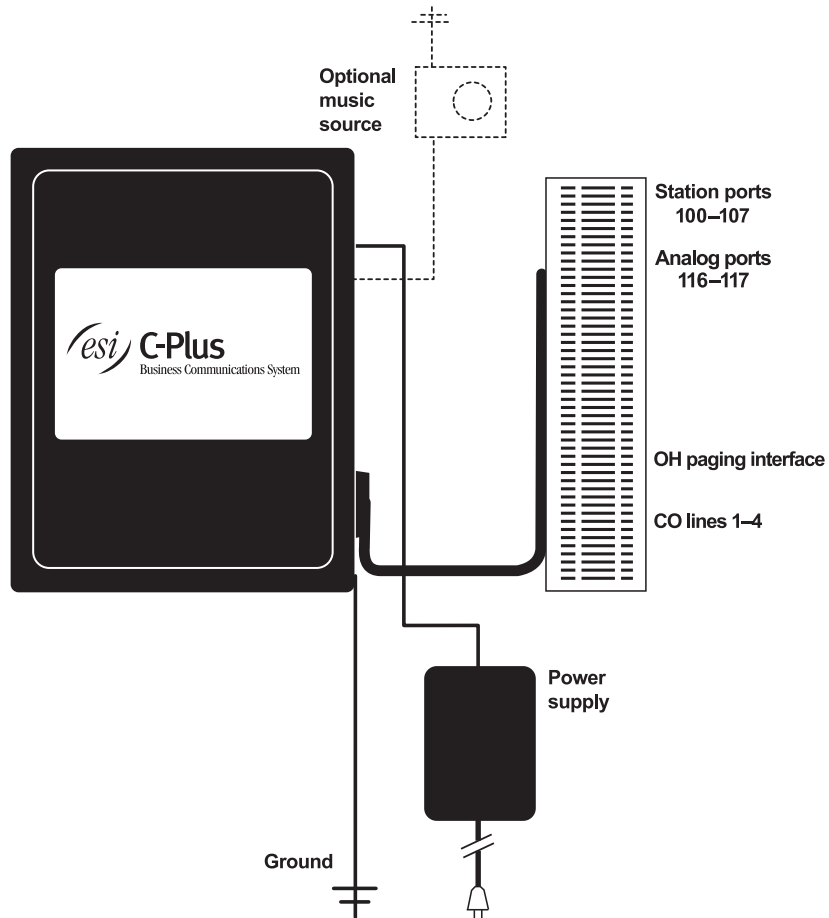 Optional
music
source
Station ports
100–107
Analog ports
116–117
esi C-Plus
Business Communications System
OH paging interface
CO lines 1–4
Power
supply
Ground